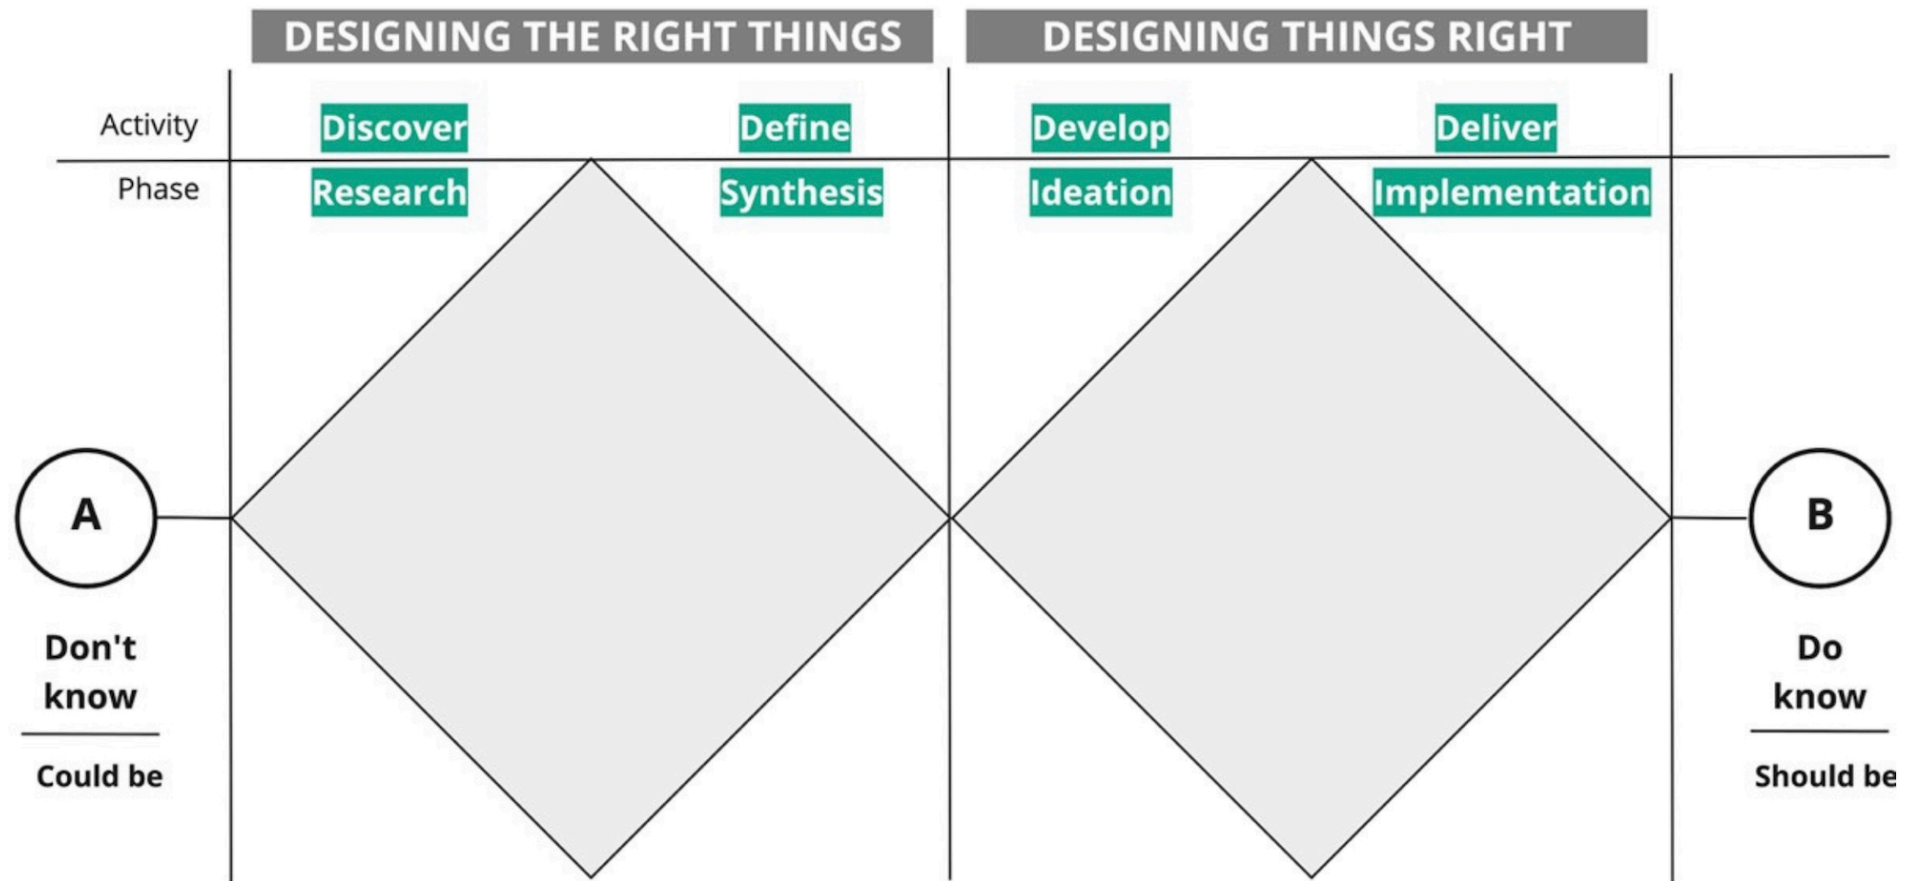 DESIGNING THE RIGHT THINGS
DESIGNING THINGS RIGHT
Activity
Discover
Define
Develop
Deliver
Phase
Research
Synthesis
Ideation
Implementation
A
B
Don't
know
Could be
Do
know
Should be